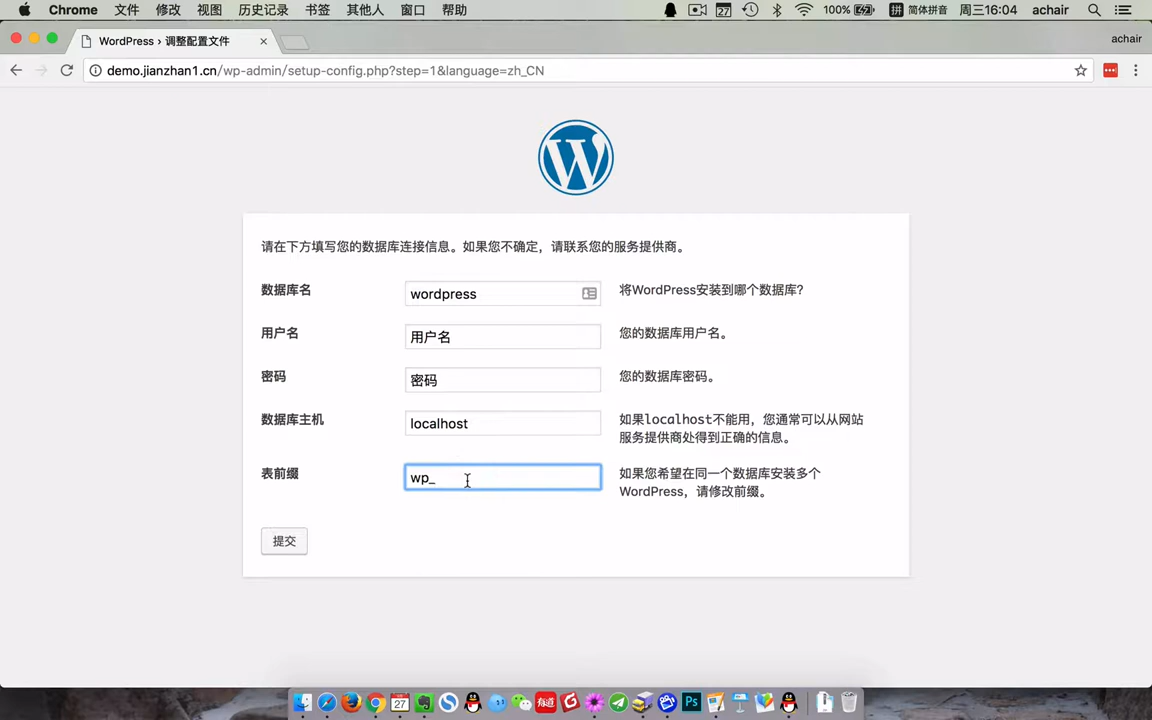 Chrome 文件 修改 视图 历史记录 书签 其他人 窗口 帮助 27 100% 拼 简体拼音 周三16:04 achair
WordPress › 调整配置文件 achair
demo.jianzhan1.cn/wp-admin/setup-config.php?step=1&language=zh_CN
请在下方填写您的数据库连接信息。如果您不确定，请联系您的服务提供商。
数据库名 wordpress 将WordPress安装到哪个数据库?
用户名 用户名 您的数据库用户名。
密码 密码 您的数据库密码。
数据库主机 localhost 如果localhost不能用，您通常可以从网站
服务提供商处得到正确的信息。
表前缀 wp_ 如果您希望在同一个数据库安装多个
WordPress，请修改前缀。
提交
27 有道 Ps